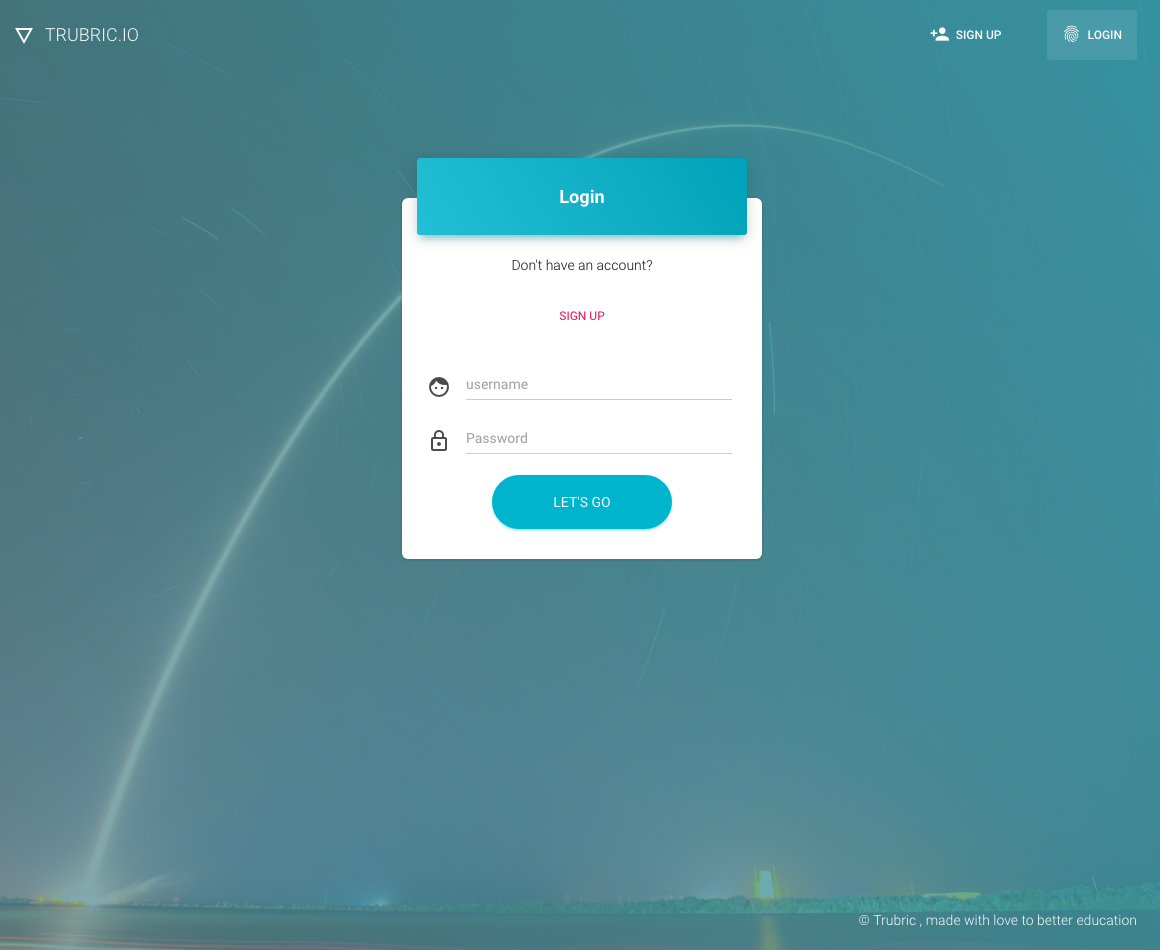 TRUBRIC.IO
SIGN UP
LOGIN
Login
Don't have an account?
SIGN UP
username
Password
LET'S GO
© Trubric , made with love to better education